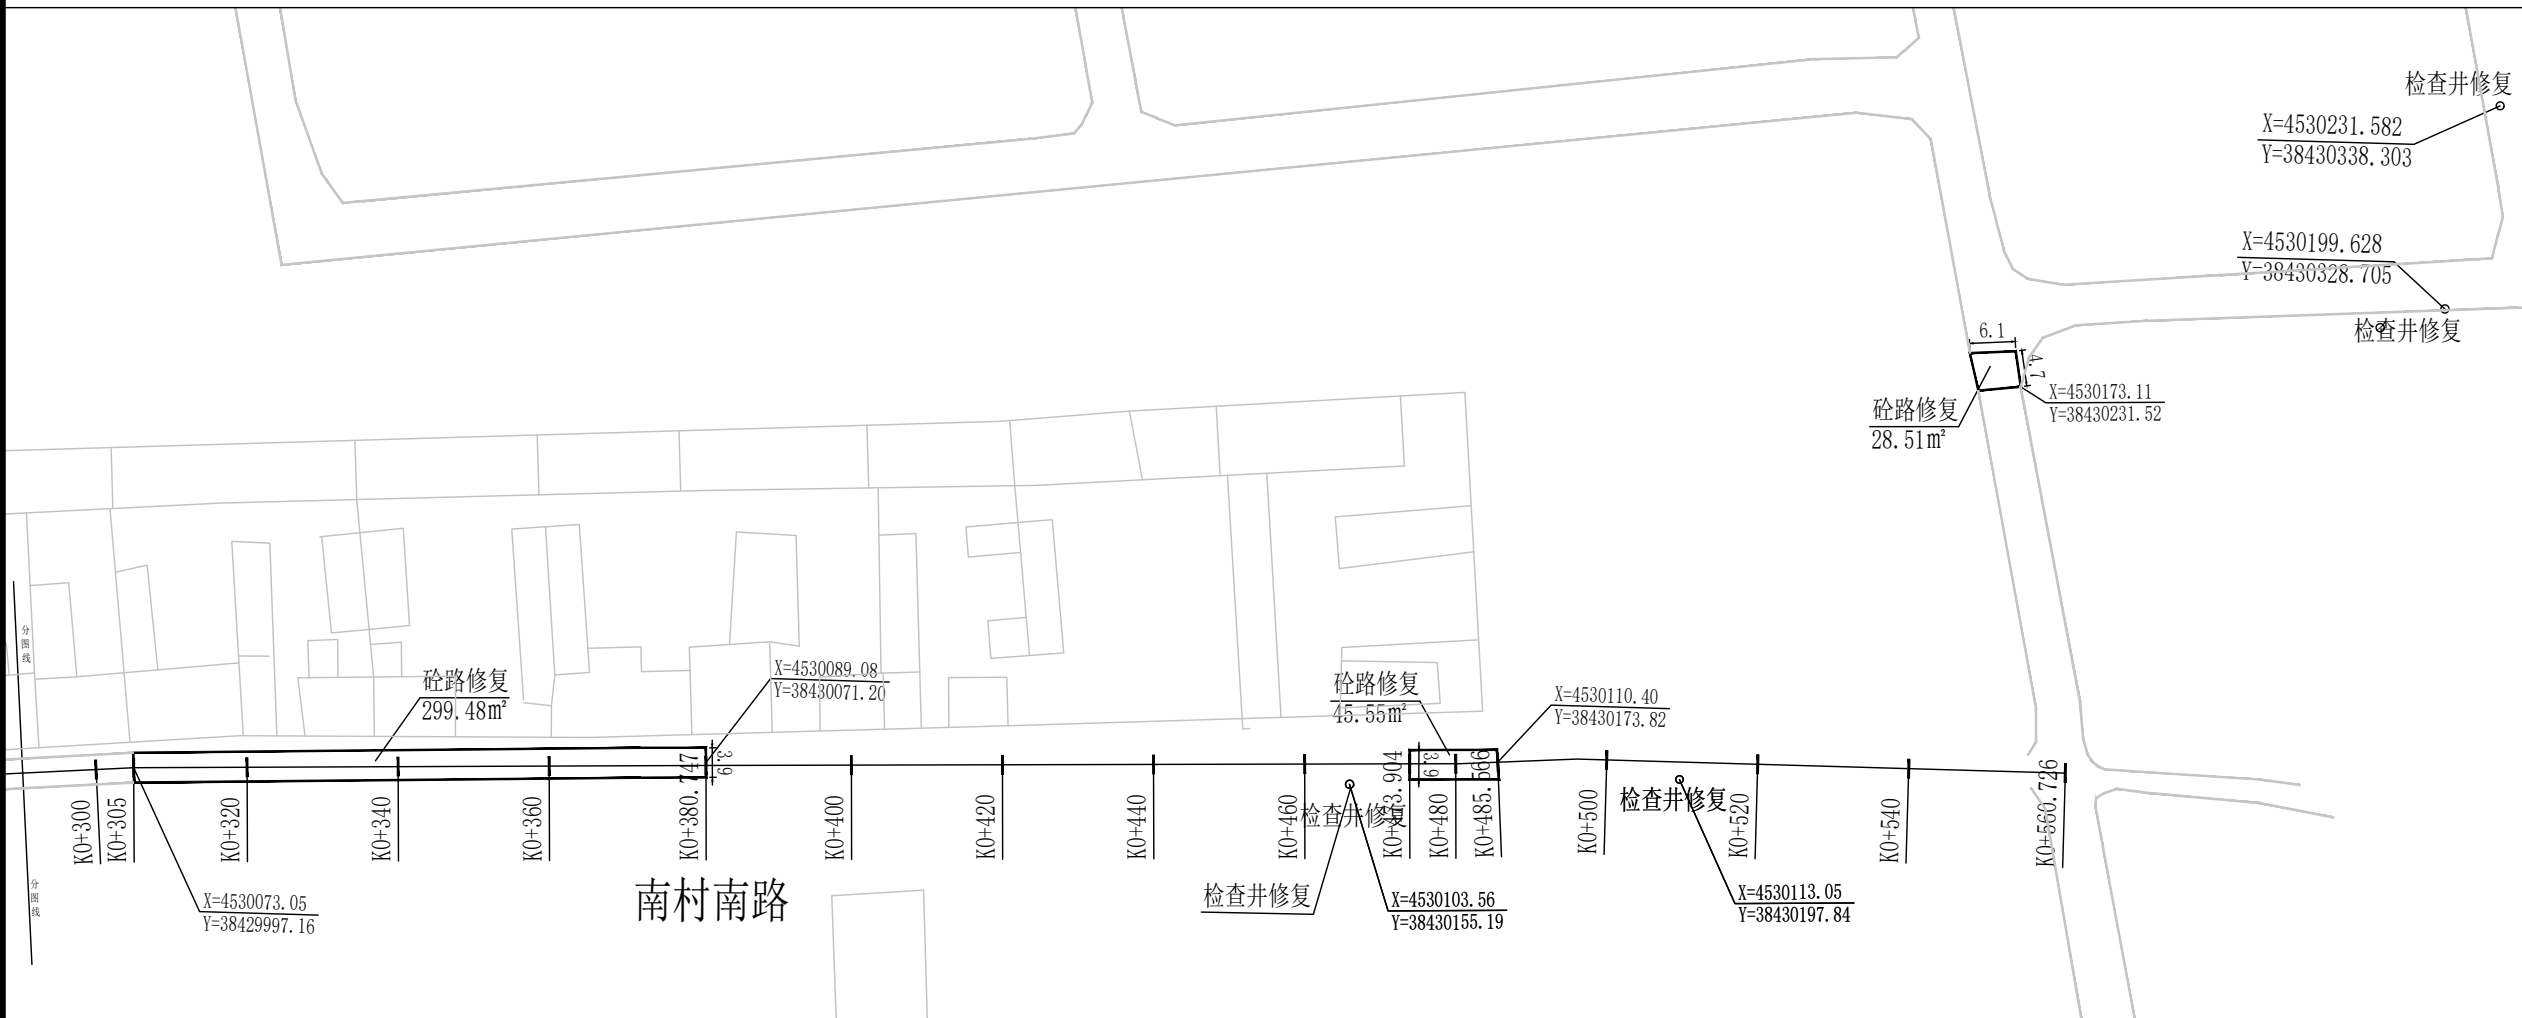 检查井修复
X=4530231.582
Y=38430338.303
X=4530199.628
Y=38430328.705
检查井修复
6.1
4.7
X=4530173.11
Y=38430231.52
砼路修复
28.51m²
分图线
砼路修复
299.48m²
X=4530089.08
Y=38430071.20
砼路修复
45.55m²
X=4530110.40
Y=38430173.82
3.9
3.9
K0+300
K0+305
K0+320
K0+340
K0+360
K0+380.747
K0+400
K0+420
K0+440
K0+460
K0+473.904
K0+480
K0+485.566
K0+500
K0+520
K0+540
K0+560.726
检查井修复
检查井修复
分图线
X=4530073.05
Y=38429997.16
南村南路
检查井修复
X=4530103.56
Y=38430155.19
X=4530113.05
Y=38430197.84